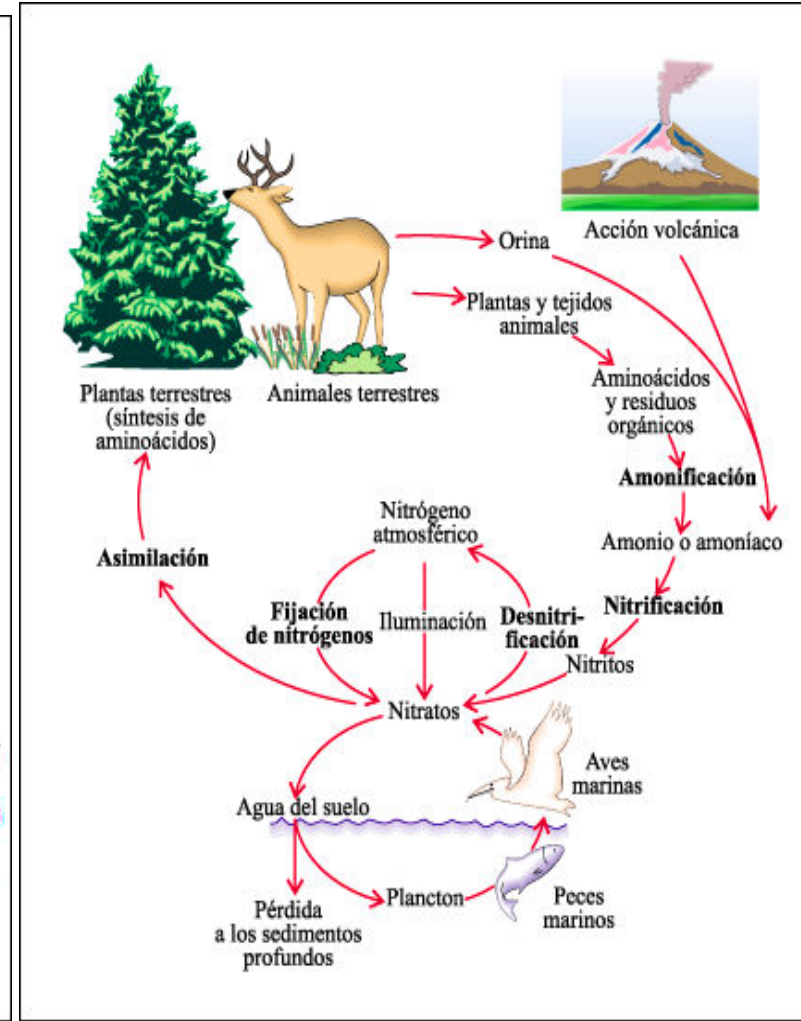 Acción volcánica
Orina
Plantas y tejidos
animales
Plantas terrestres
(síntesis de
aminoácidos)
Animales terrestres
Aminoácidos
y residuos
orgánicos
Amonificación
Nitrógeno
atmosférico
Amonio o amoníaco
Asimilación
Fijación
de nitrógenos
Iluminación
Desnitri-
ficación
Nitrificación
Nitritos
Nitratos
Aves
marinas
Agua del suelo
Plancton
Peces
marinos
Pérdida
a los sedimentos
profundos